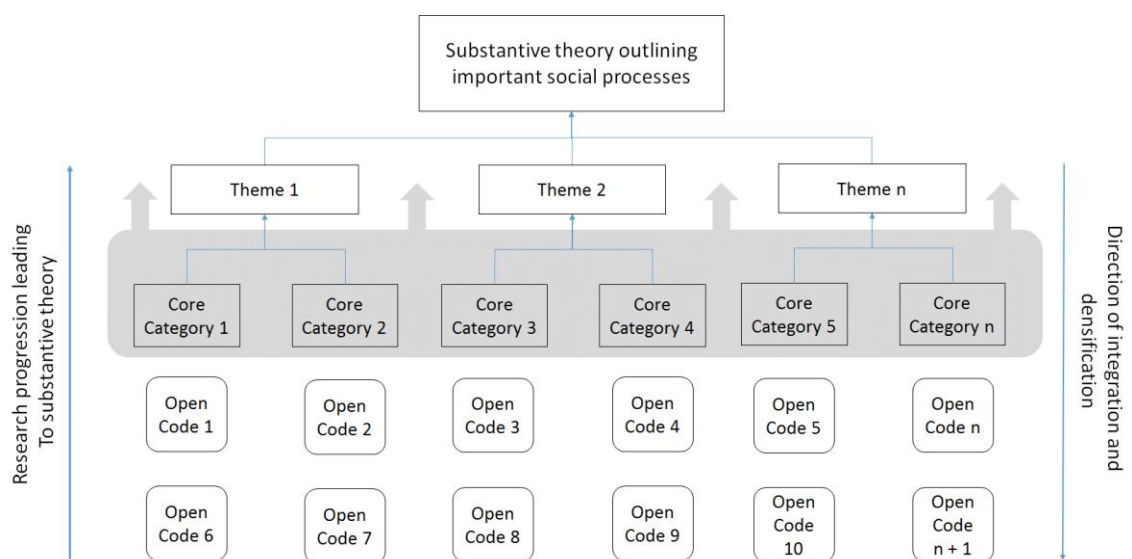 Substantive theory outlining
important social processes
Theme 1
Theme 2
Theme n
Core
Category 1
Core
Category 2
Core
Category 3
Core
Category 4
Core
Category 5
Core
Category n
Open
Code 1
Open
Code 2
Open
Code 3
Open
Code 4
Open
Code 5
Open
Code n
Open
Code 6
Open
Code 7
Open
Code 8
Open
Code 9
Open
Code
10
Open
Code
n + 1
Research progression leading
To substantive theory
Direction of integration and
densification